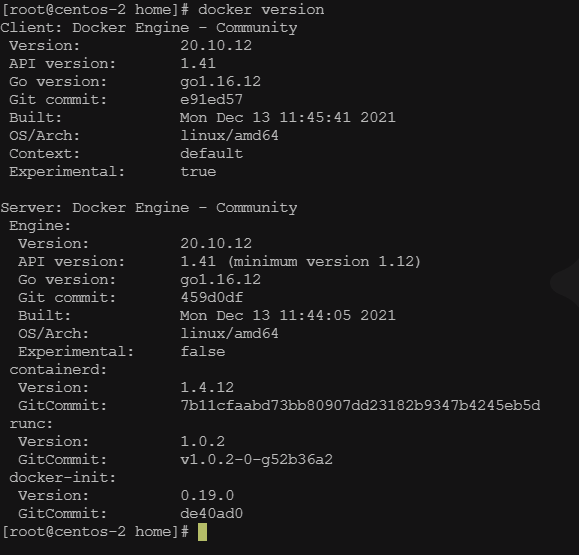 [root@centos-2 home]# docker version
Client: Docker Engine - Community
 Version:           20.10.12
 API version:       1.41
 Go version:        go1.16.12
 Git commit:        e91ed57
 Built:             Mon Dec 13 11:45:41 2021
 OS/Arch:           linux/amd64
 Context:           default
 Experimental:      true

Server: Docker Engine - Community
 Engine:
  Version:          20.10.12
  API version:      1.41 (minimum version 1.12)
  Go version:       go1.16.12
  Git commit:       459d0df
  Built:            Mon Dec 13 11:44:05 2021
  OS/Arch:          linux/amd64
  Experimental:     false
 containerd:
  Version:          1.4.12
  GitCommit:        7b11cfaabd73bb80907dd23182b9347b4245eb5d
 runc:
  Version:          1.0.2
  GitCommit:        v1.0.2-0-g52b36a2
 docker-init:
  Version:          0.19.0
  GitCommit:        de40ad0
[root@centos-2 home]#